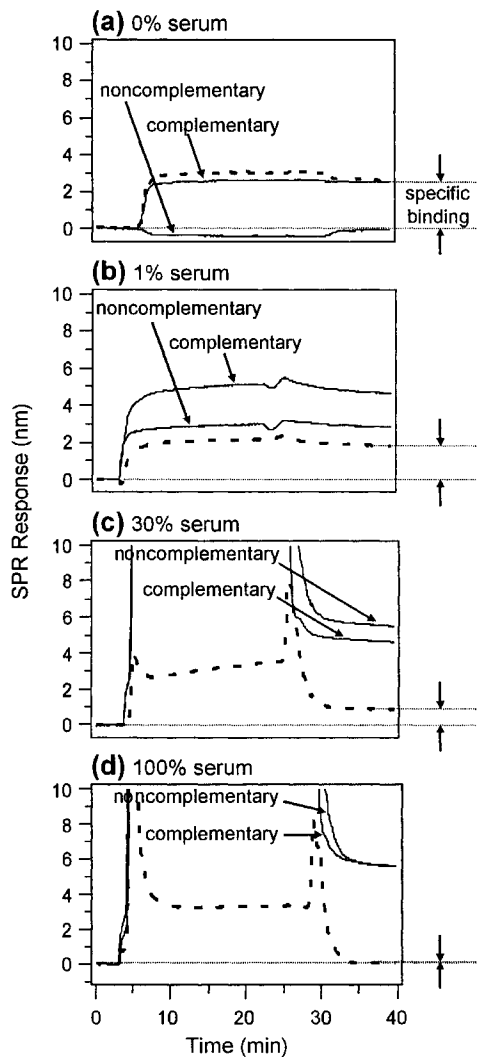 (a) 0% serum
10
8
6
4
2
0
noncomplementary
complementary
specific
binding
(b) 1% serum
10
8
6
4
2
0
noncomplementary
complementary
SPR Response (nm)
(c) 30% serum
10
8
6
4
2
0
noncomplementary
complementary
(d) 100% serum
10
8
6
4
2
0
noncomplementary
complementary
0 10 20 30 40
Time (min)